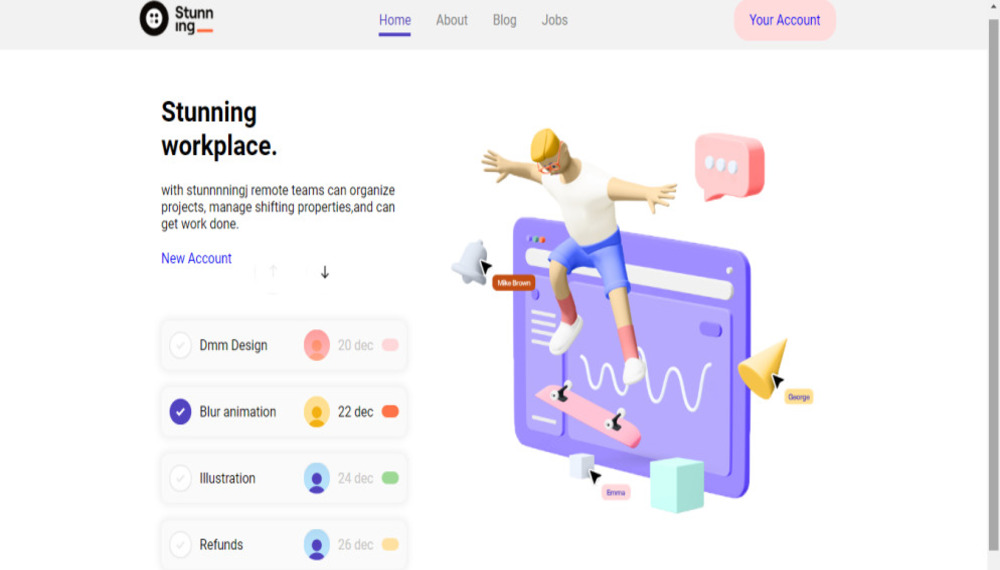 Stunn
ing
Home About Blog Jobs
Your Account
Stunning
workplace.
with stunnnningj remote teams can organize
projects, manage shifting properties,and can
get work done.
New Account
Mike Brown
George
Emma
Dmm Design 20 dec
Blur animation 22 dec
Illustration 24 dec
Refunds 26 dec